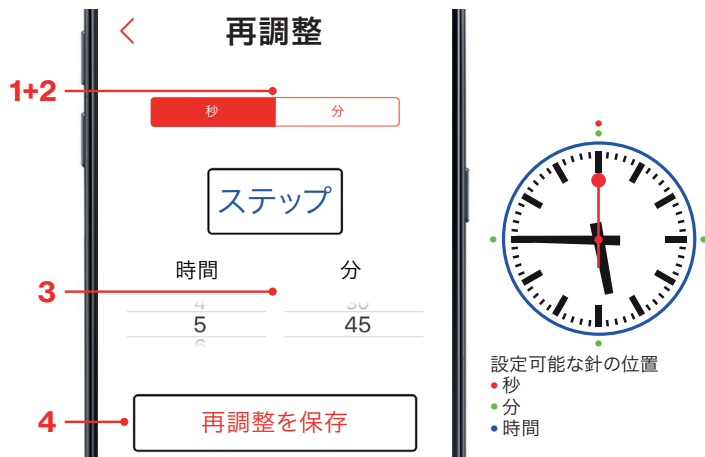 再調整
1+2
秒 分
ステップ
時間 分
3
4 30
5 45
6
4
再調整を保存
設定可能な針の位置
• 秒
• 分
• 時間